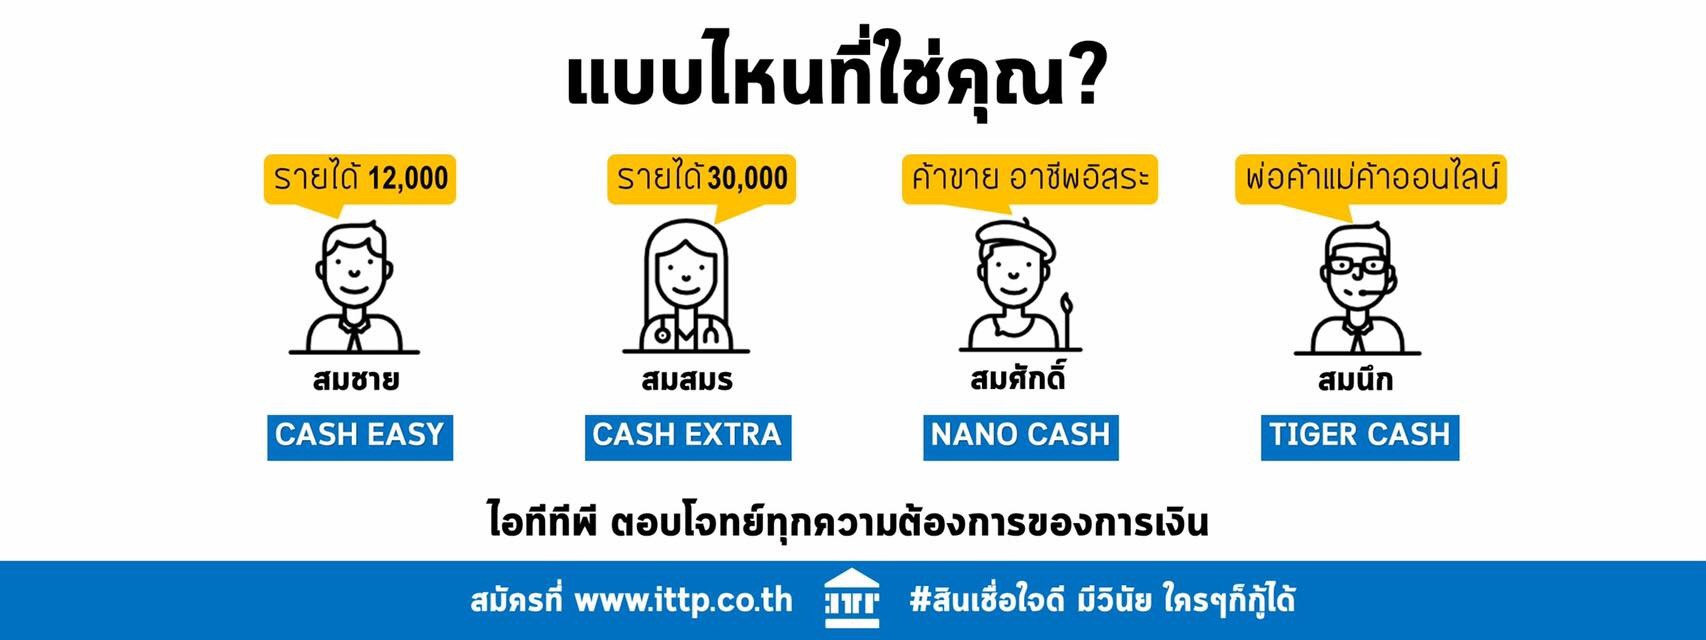 แบบไหนที่ใช่คุณ?
รายได้ 12,000
รายได้ 30,000
ค้าขาย อาชีพอิสระ
พ่อค้าแม่ค้าออนไลน์
สมชาย
สมสมร
สมศักดิ์
สมนึก
CASH EASY
CASH EXTRA
NANO CASH
TIGER CASH
ไอทีทีพี ตอบโจทย์ทุกความต้องการของการเงิน
สมัครที่ www.ittp.co.th
#สินเชื่อใจดี มีวินัย ใครๆก็กู้ได้